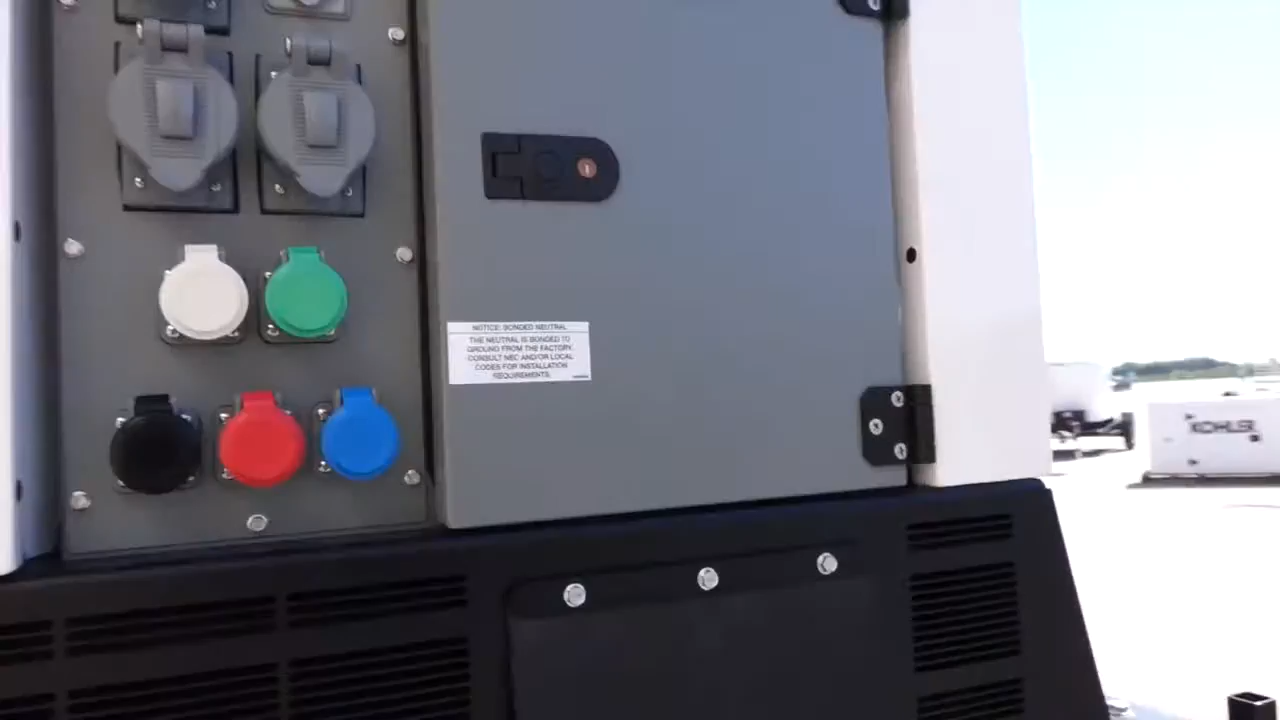 NOTICE: BONDED NEUTRAL
THE NEUTRAL IS BONDED TO
GROUND FROM THE FACTORY.
CONSULT NEC AND/OR LOCAL
CODES FOR INSTALLATION
REQUIREMENTS.
KOHLER